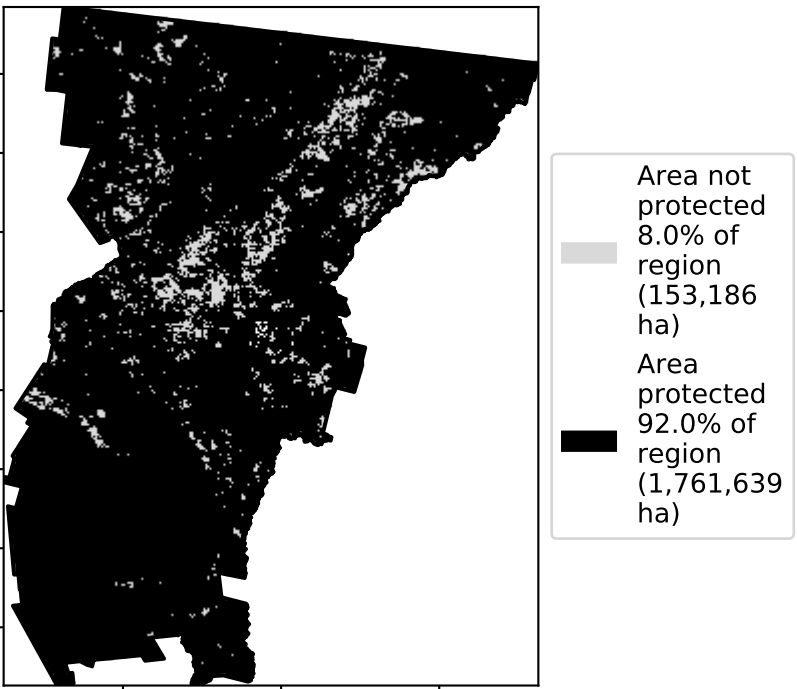 Area not
protected
8.0% of
region
(153,186
ha)
Area
protected
92.0% of
region
(1,761,639
ha)